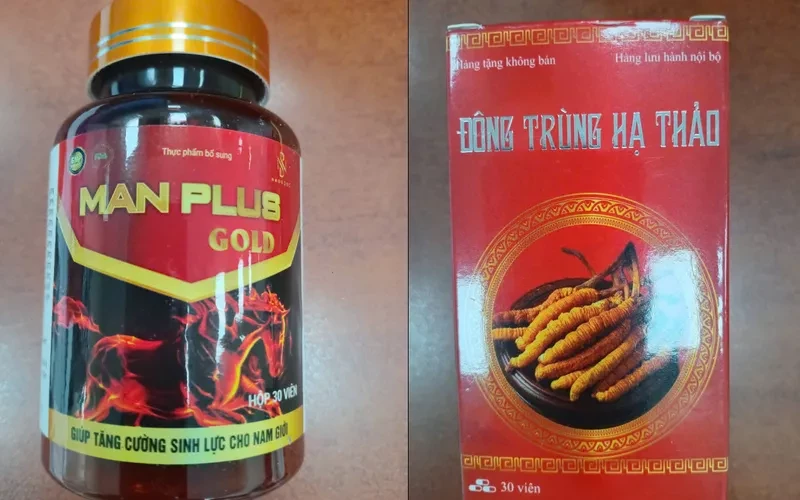 Thực phẩm bổ sung
MAN PLUS
GOLD
HỘP 30 VIÊN
GIÚP TĂNG CƯỜNG SINH LỰC CHO NAM GIỚI
Hàng tặng không bán
Hàng lưu hành nội bộ
ĐÔNG TRÙNG HẠ THẢO
30 viên